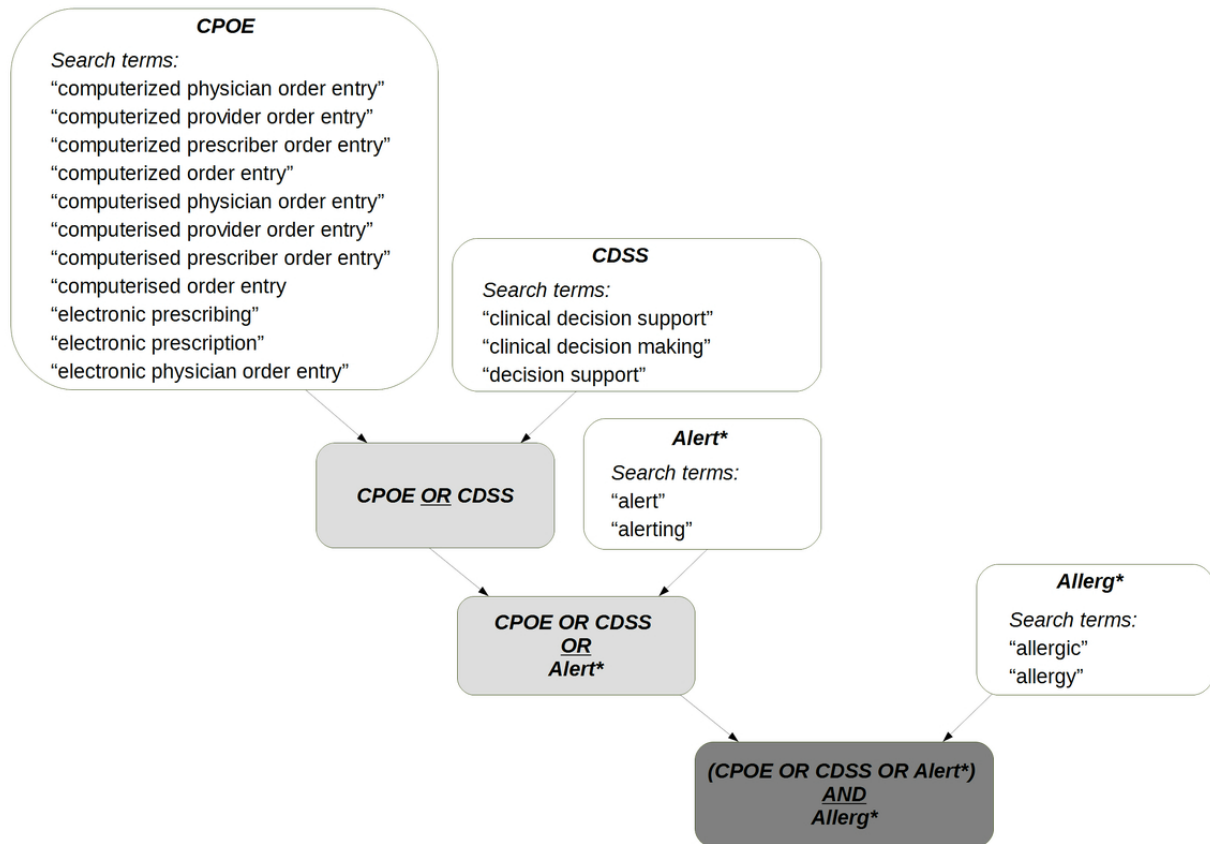 CPOE
Search terms:
“computerized physician order entry”
“computerized provider order entry”
“computerized prescriber order entry”
“computerized order entry”
“computerised physician order entry”
“computerised provider order entry”
“computerised prescriber order entry”
“computerised order entry
“electronic prescribing”
“electronic prescription”
“electronic physician order entry”
CDSS
Search terms:
“clinical decision support”
“clinical decision making”
“decision support”
CPOE OR CDSS
Alert*
Search terms:
“alert”
“alerting”
CPOE OR CDSS
OR
Alert*
Allerg*
Search terms:
“allergic”
“allergy”
(CPOE OR CDSS OR Alert*)
AND
Allerg*